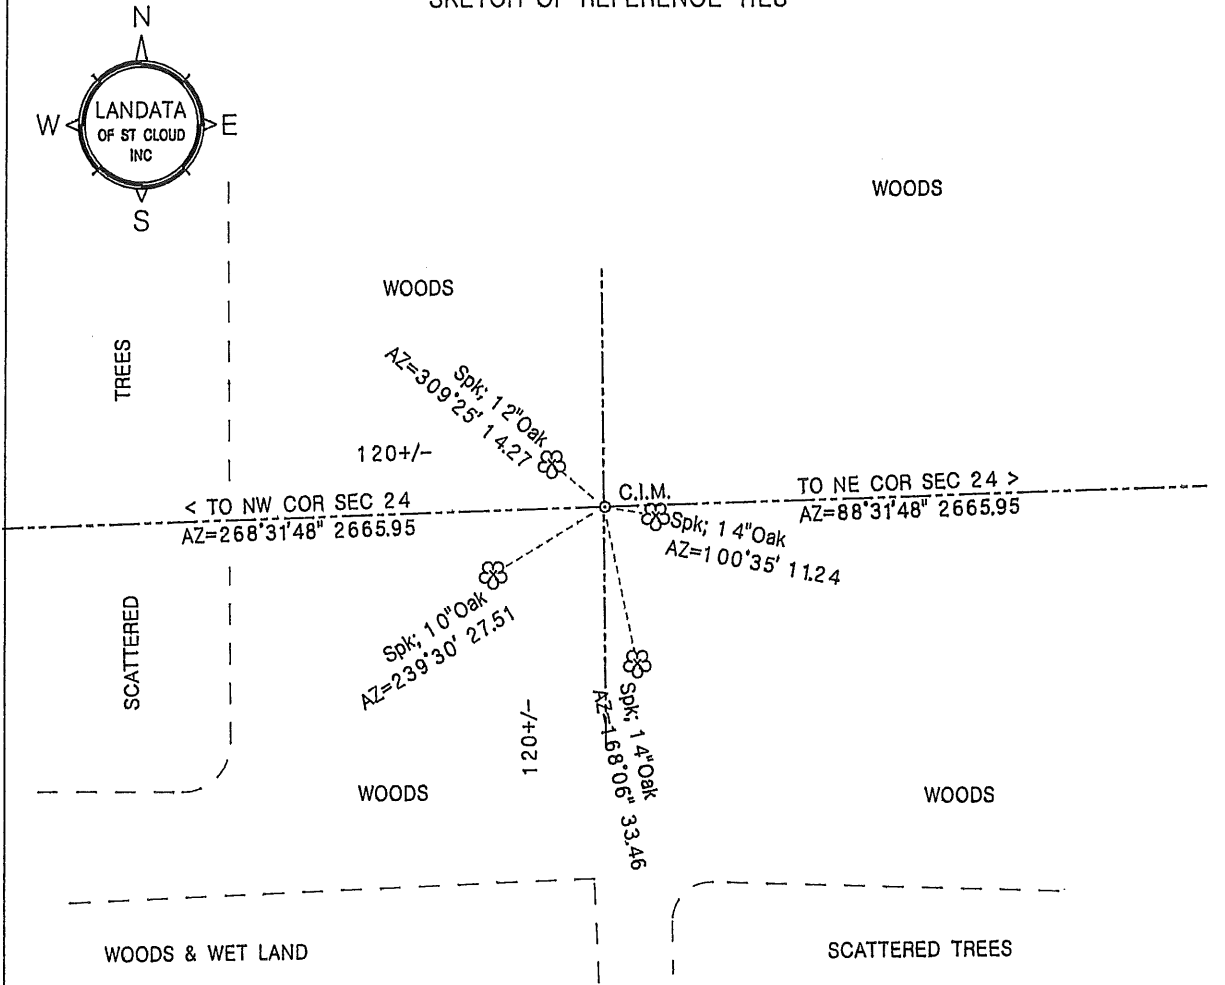 SKETCH OF REFERENCE TIES
N
LANDATA
OF ST CLOUD
INC
W
E
S
WOODS
WOODS
TREES
Spk; 12"Oak
AZ=309°25' 14.27
120+/-
C.I.M.
< TO NW COR SEC 24
AZ=268°31'48" 2665.95
TO NE COR SEC 24 >
AZ=88°31'48" 2665.95
Spk; 14"Oak
AZ=100°35' 11.24
SCATTERED
Spk; 10"Oak
AZ=239°30' 27.51
Spk; 14"Oak
AZ=168°06" 33.46
120+/-
WOODS
WOODS
WOODS & WET LAND
SCATTERED TREES